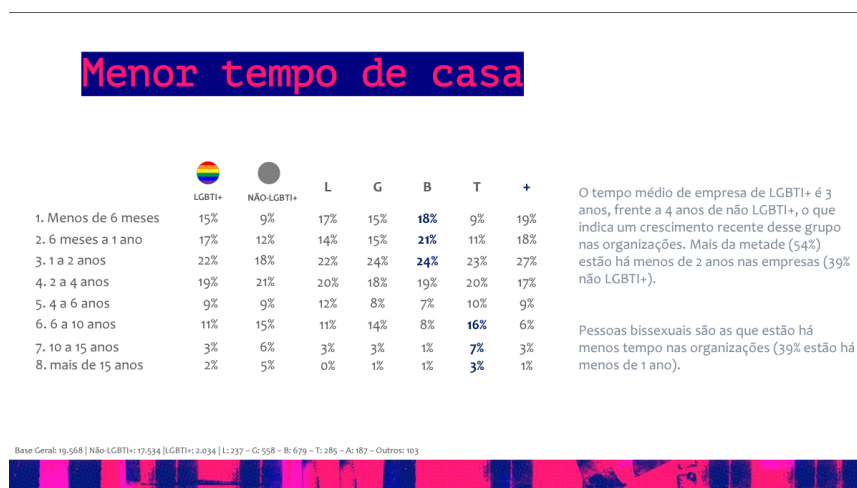 Menor tempo de casa
LGBTI+ NÃO-LGBTI+ L G B T +
1. Menos de 6 meses 15% 9% 17% 15% 18% 9% 19%
2. 6 meses a 1 ano 17% 12% 14% 15% 21% 11% 18%
3. 1 a 2 anos 22% 18% 22% 24% 24% 23% 27%
4. 2 a 4 anos 19% 21% 20% 18% 19% 20% 17%
5. 4 a 6 anos 9% 9% 12% 8% 7% 10% 9%
6. 6 a 10 anos 11% 15% 11% 14% 8% 16% 6%
7. 10 a 15 anos 3% 6% 3% 3% 1% 7% 3%
8. mais de 15 anos 2% 5% 0% 1% 1% 3% 1%
O tempo médio de empresa de LGBTI+ é 3
anos, frente a 4 anos de não LGBTI+, o que
indica um crescimento recente desse grupo
nas organizações. Mais da metade (54%)
estão há menos de 2 anos nas empresas (39%
não LGBTI+).
Pessoas bissexuais são as que estão há
menos tempo nas organizações (39% estão há
menos de 1 ano).
Base Geral: 19.568 | Não-LGBTI+: 17.534 |LGBTI+: 2.034 | L: 237 – G: 558 – B: 679 – T: 285 – A: 187 – Outros: 103